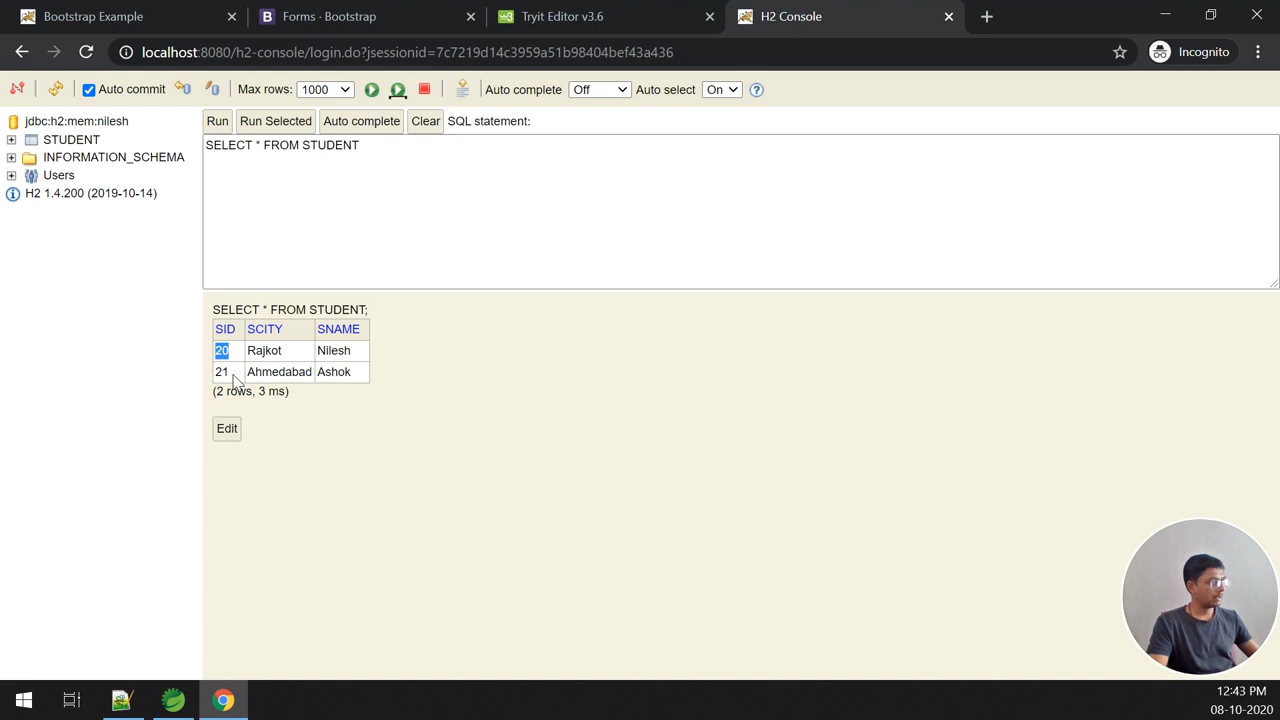 Bootstrap Example
Forms · Bootstrap
Tryit Editor v3.6
H2 Console
localhost:8080/h2-console/login.do?jsessionid=7c7219d14c3959a51b98404bef43a436
Incognito
Auto commit
Max rows: 1000
Auto complete Off
Auto select On
jdbc:h2:mem:nilesh
STUDENT
INFORMATION_SCHEMA
Users
H2 1.4.200 (2019-10-14)
Run Run Selected Auto complete Clear SQL statement:
SELECT * FROM STUDENT
SELECT * FROM STUDENT;
SID SCITY SNAME
20 Rajkot Nilesh
21 Ahmedabad Ashok
(2 rows, 3 ms)
Edit
12:43 PM
08-10-2020